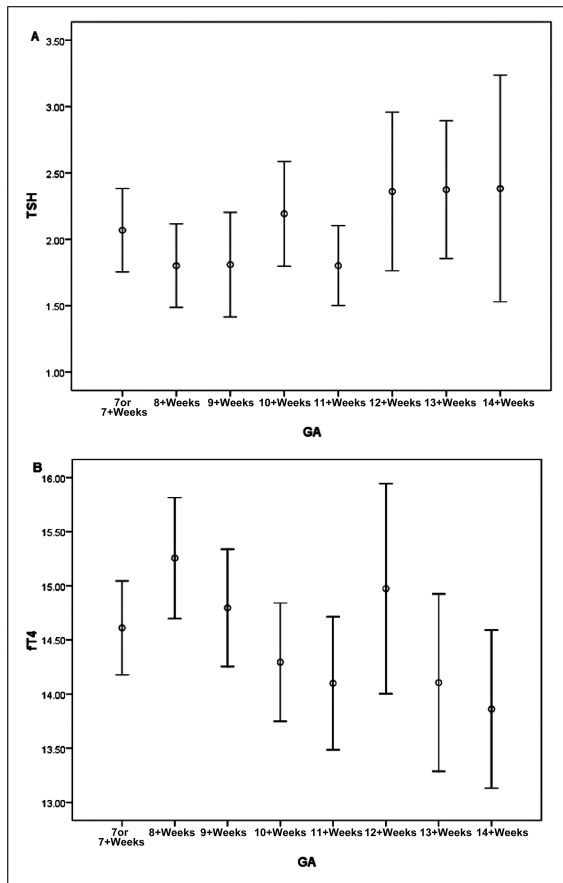 A
3.50
3.00
2.50
2.00
1.50
1.00
TSH
7or 8+Weeks 9+Weeks 10+Weeks 11+Weeks 12+Weeks 13+Weeks 14+Weeks
7+Weeks
GA
B
16.00
15.50
15.00
14.50
14.00
13.50
13.00
fT4
7or 8+Weeks 9+Weeks 10+Weeks 11+Weeks 12+Weeks 13+Weeks 14+Weeks
7+Weeks
GA